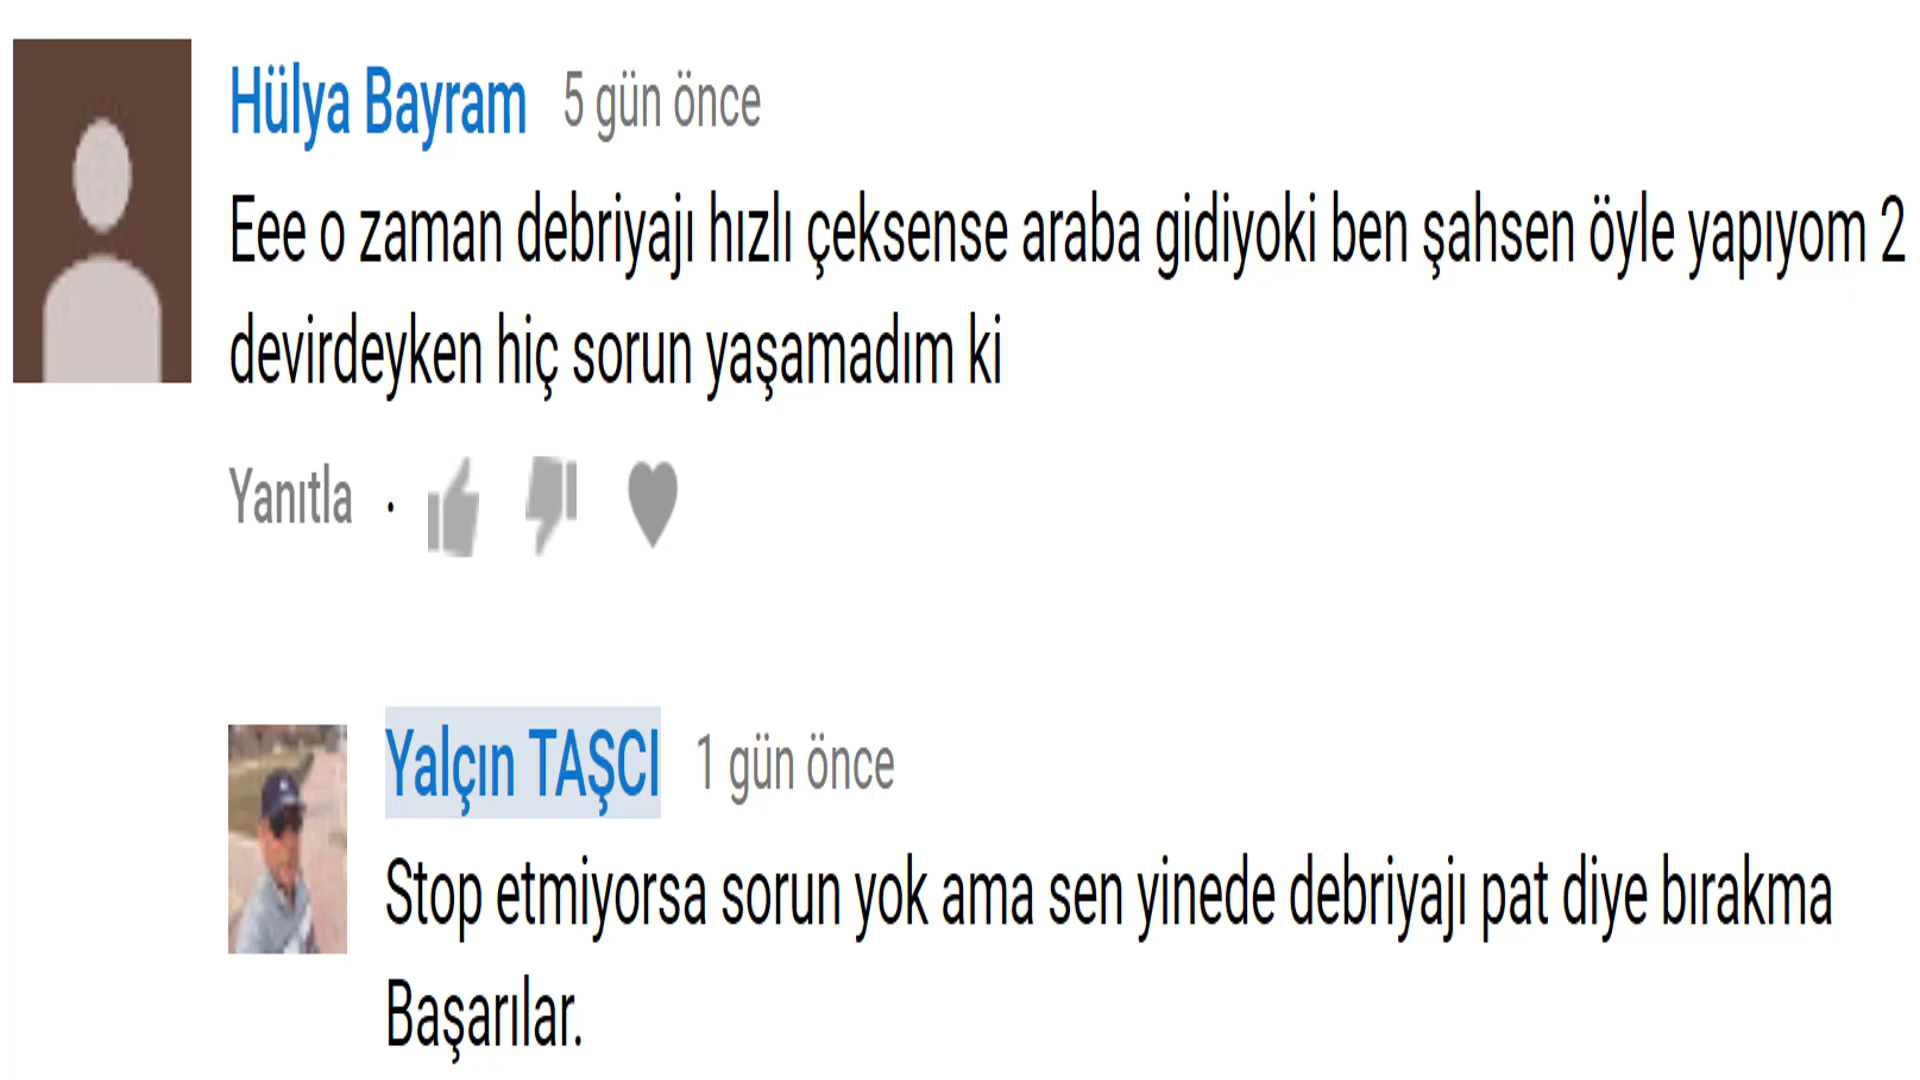 Hülya Bayram 5 gün önce
Eee o zaman debriyajı hızlı çeksense araba gidiyoki ben şahsen öyle yapıyom 2
devirdeyken hiç sorun yaşamadım ki
Yanıtla ·
Yalçın TAŞCI 1 gün önce
Stop etmiyorsa sorun yok ama sen yinede debriyajı pat diye bırakma
Başarılar.